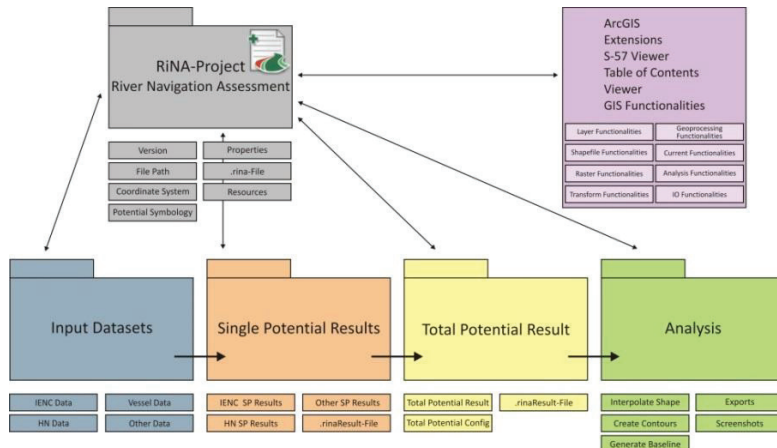 RiNA-Project
River Navigation Assessment
Version
Properties
File Path
.rina-File
Coordinate System
Resources
Potential Symbology
ArcGIS
Extensions
S-57 Viewer
Table of Contents
Viewer
GIS Functionalities
Layer Functionalities
Geoprocessing
Functionalities
Shapefile Functionalities
Current Functionalities
Raster Functionalities
Analysis Functionalities
Transform Functionalities
IO Functionalities
Input Datasets
IENC Data
Vessel Data
HN Data
Other Data
Single Potential Results
IENC SP Results
Other SP Results
HN SP Results
.rinaResult-File
Total Potential Result
Total Potential Result
.rinaResult-File
Total Potential Config
Analysis
Interpolate Shape
Exports
Create Contours
Screenshots
Generate Baseline